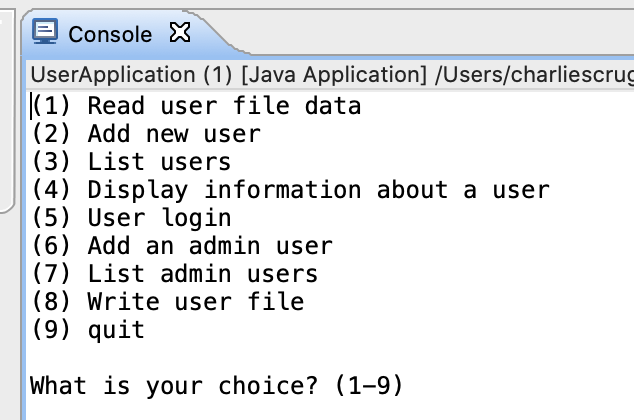 Console
UserApplication (1) [Java Application] /Users/charliescrug
(1) Read user file data
(2) Add new user
(3) List users
(4) Display information about a user
(5) User login
(6) Add an admin user
(7) List admin users
(8) Write user file
(9) quit
What is your choice? (1-9)